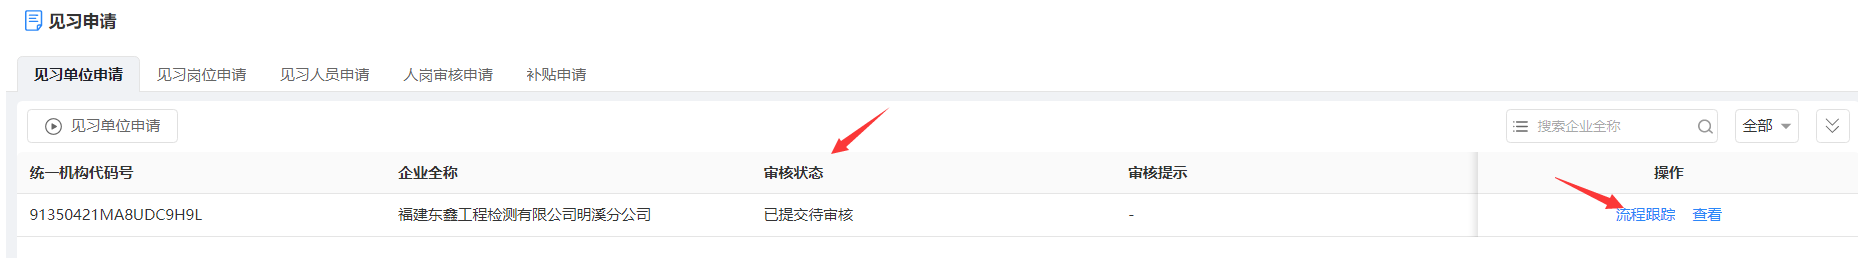 见习申请
见习单位申请 见习岗位申请 见习人员申请 人岗审核申请 补贴申请
见习单位申请 搜索企业全称 全部
统一机构代码号 企业全称 审核状态 审核提示 操作
91350421MA8UDC9H9L 福建东鑫工程检测有限公司明溪分公司 已提交待审核 - 流程跟踪 查看